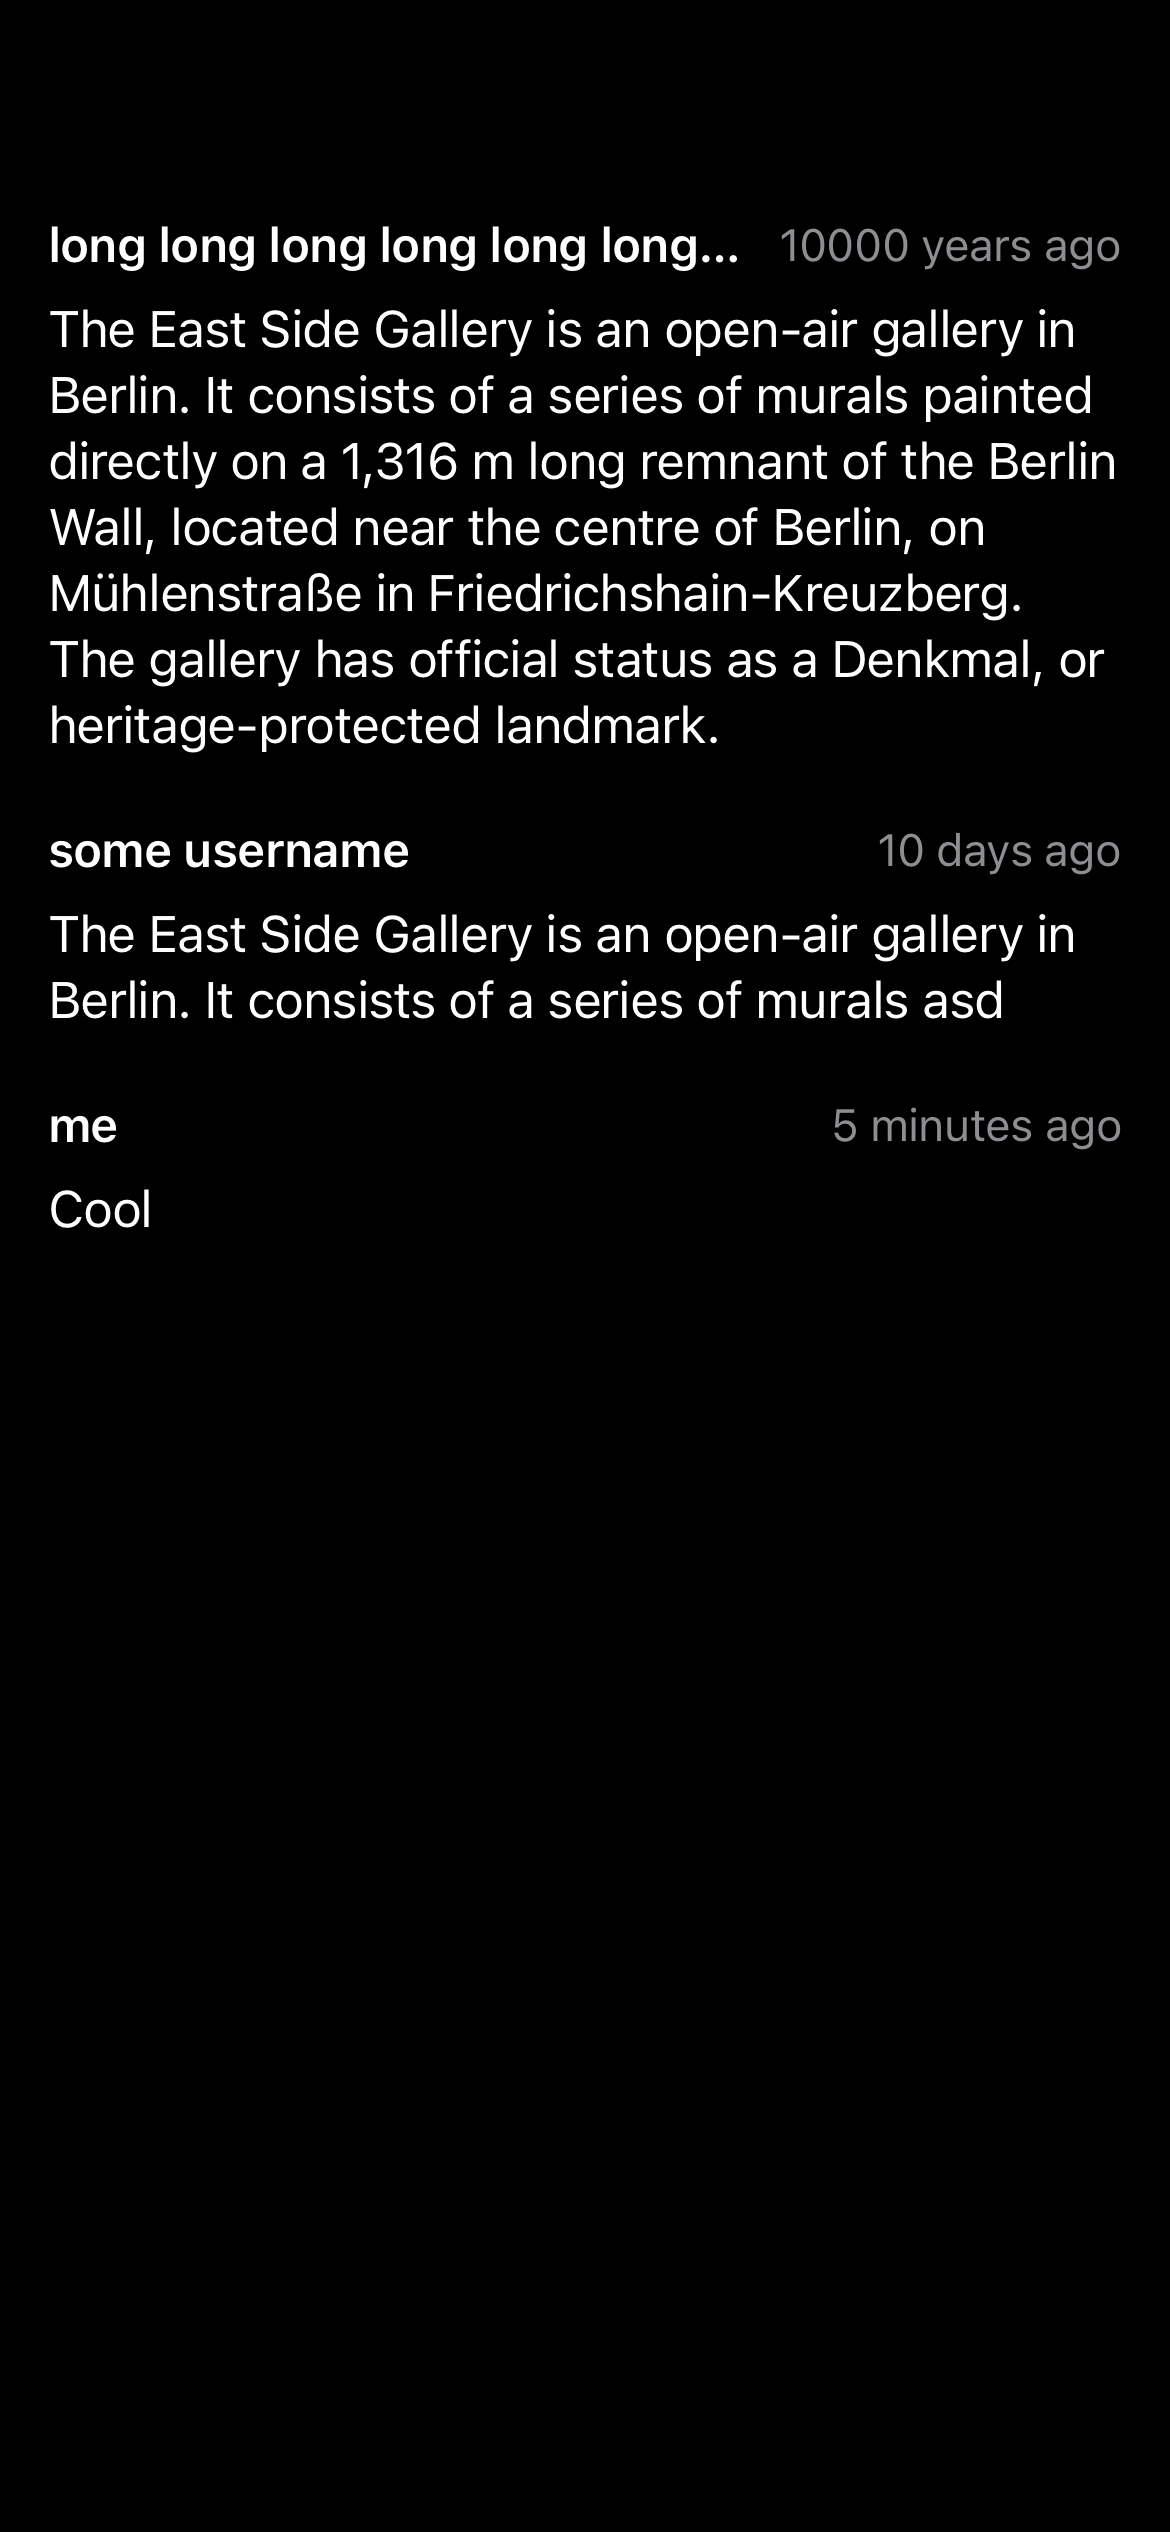 long long long long long long... 10000 years ago
The East Side Gallery is an open-air gallery in
Berlin. It consists of a series of murals painted
directly on a 1,316 m long remnant of the Berlin
Wall, located near the centre of Berlin, on
Mühlenstraße in Friedrichshain-Kreuzberg.
The gallery has official status as a Denkmal, or
heritage-protected landmark.
some username 10 days ago
The East Side Gallery is an open-air gallery in
Berlin. It consists of a series of murals asd
me 5 minutes ago
Cool